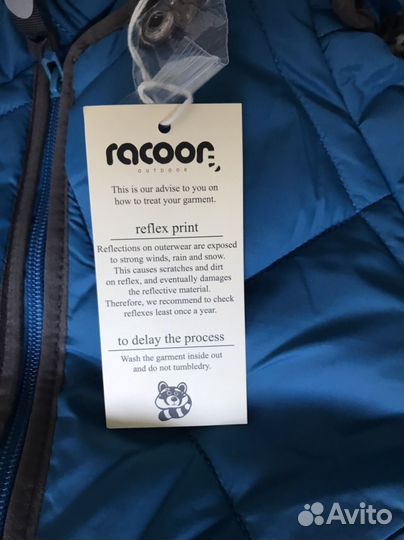 racoon
OUTDOOR
This is our advise to you on
how to treat your garment.
reflex print
Reflections on outerwear are exposed
to strong winds, rain and snow.
This causes scratches and dirt
on reflex, and eventually damages
the reflective material.
Therefore, we recommend to check
reflexes least once a year.
to delay the process
Wash the garment inside out
and do not tumbledry.
Avito